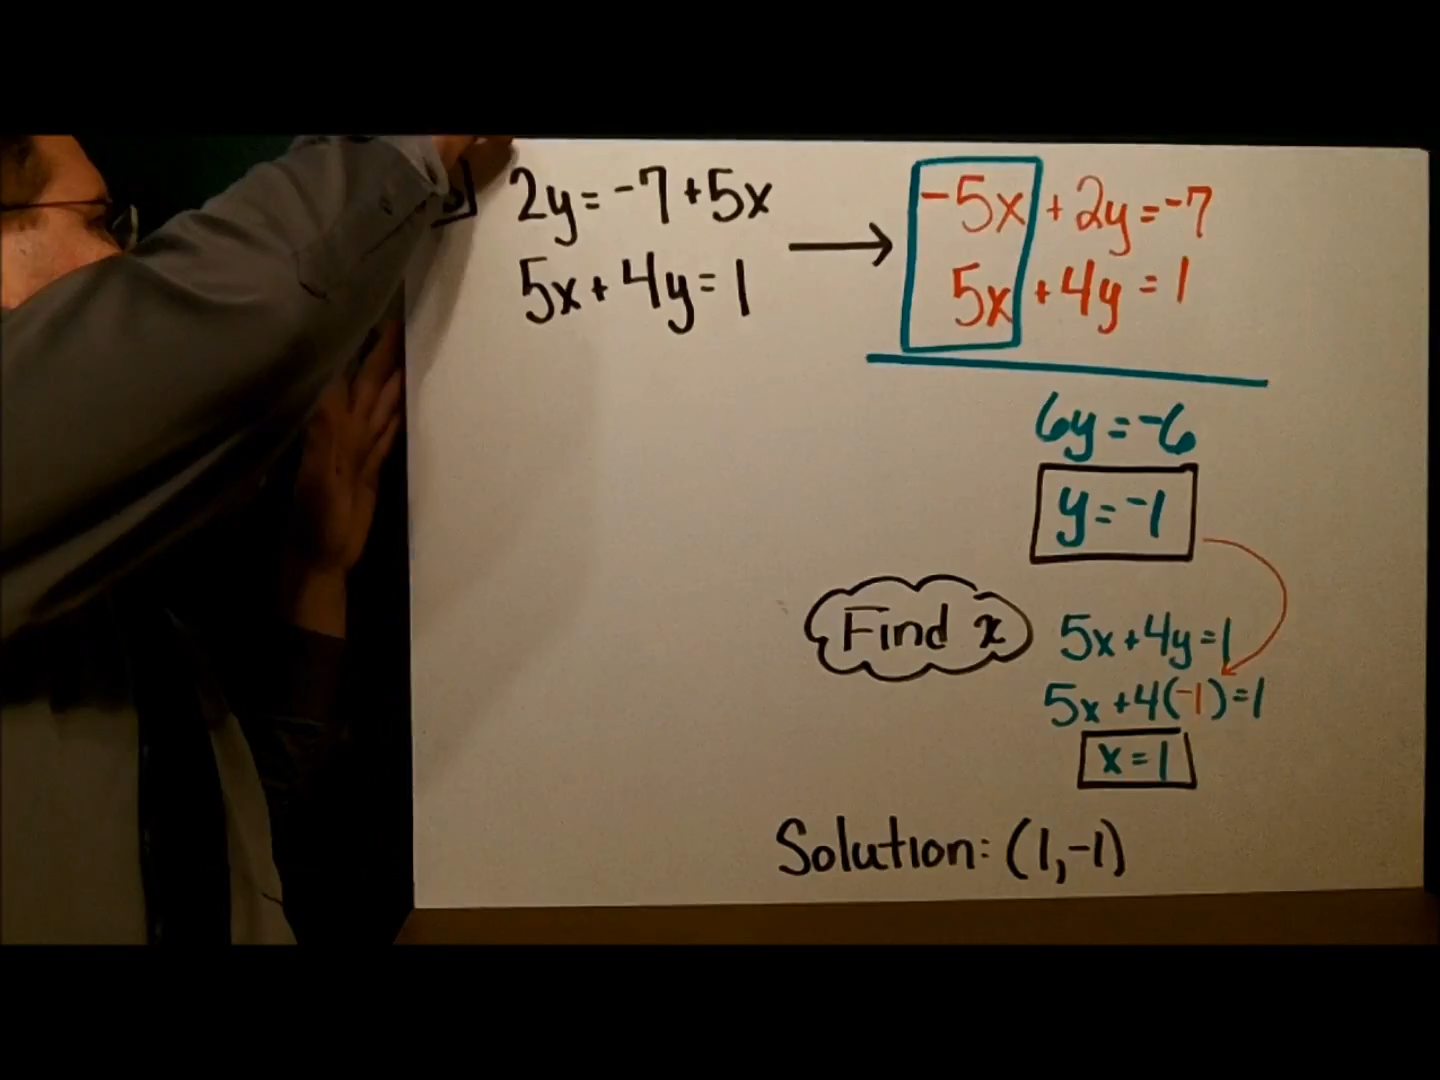 2y=-7+5x
5x+4y=1
-5x+2y=-7
5x+4y=1
6y=-6
y=-1
Find x
5x+4y=1
5x+4(-1)=1
x=1
Solution: (1,-1)